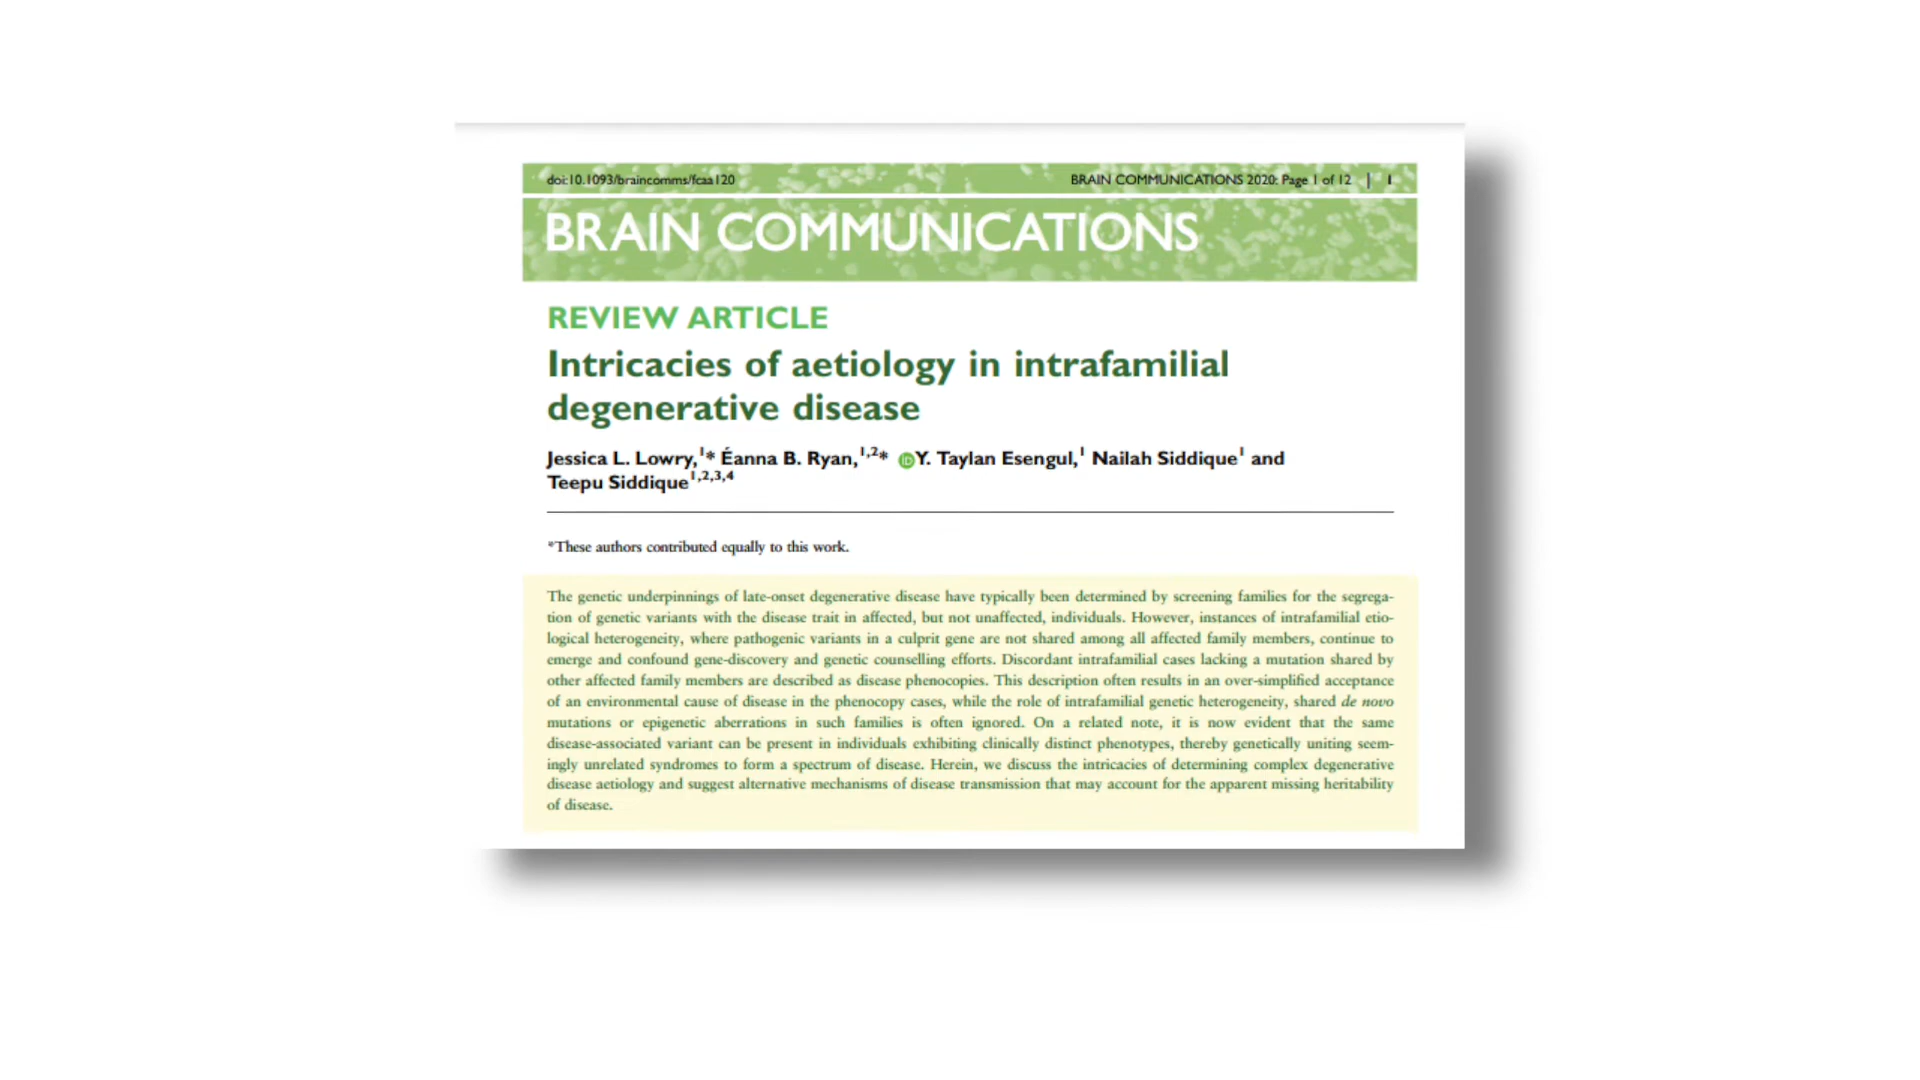 doi:10.1093/braincomms/fcaa120
BRAIN COMMUNICATIONS 2020: Page 1 of 12 | 1
BRAIN COMMUNICATIONS
REVIEW ARTICLE
Intricacies of aetiology in intrafamilial
degenerative disease
Jessica L. Lowry,1* Éanna B. Ryan,1,2* iD Y. Taylan Esengul,1 Nailah Siddique1 and
Teepu Siddique1,2,3,4
*These authors contributed equally to this work.
The genetic underpinnings of late-onset degenerative disease have typically been determined by screening families for the segrega-
tion of genetic variants with the disease trait in affected, but not unaffected, individuals. However, instances of intrafamilial etio-
logical heterogeneity, where pathogenic variants in a culprit gene are not shared among all affected family members, continue to
emerge and confound gene-discovery and genetic counselling efforts. Discordant intrafamilial cases lacking a mutation shared by
other affected family members are described as disease phenocopies. This description often results in an over-simplified acceptance
of an environmental cause of disease in the phenocopy cases, while the role of intrafamilial genetic heterogeneity, shared de novo
mutations or epigenetic aberrations in such families is often ignored. On a related note, it is now evident that the same
disease-associated variant can be present in individuals exhibiting clinically distinct phenotypes, thereby genetically uniting seem-
ingly unrelated syndromes to form a spectrum of disease. Herein, we discuss the intricacies of determining complex degenerative
disease aetiology and suggest alternative mechanisms of disease transmission that may account for the apparent missing heritability
of disease.